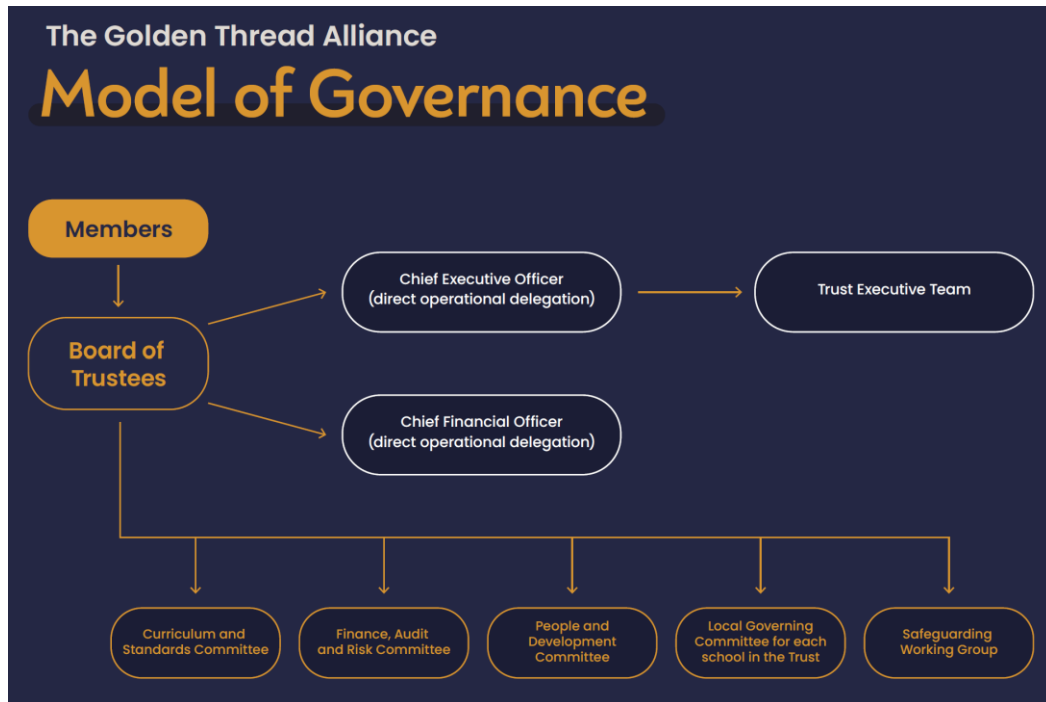 The Golden Thread Alliance
Model of Governance
Members
Board of
Trustees
Chief Executive Officer
(direct operational delegation)
Trust Executive Team
Chief Financial Officer
(direct operational delegation)
Curriculum and
Standards Committee
Finance, Audit
and Risk Committee
People and
Development
Committee
Local Governing
Committee for each
school in the Trust
Safeguarding
Working Group